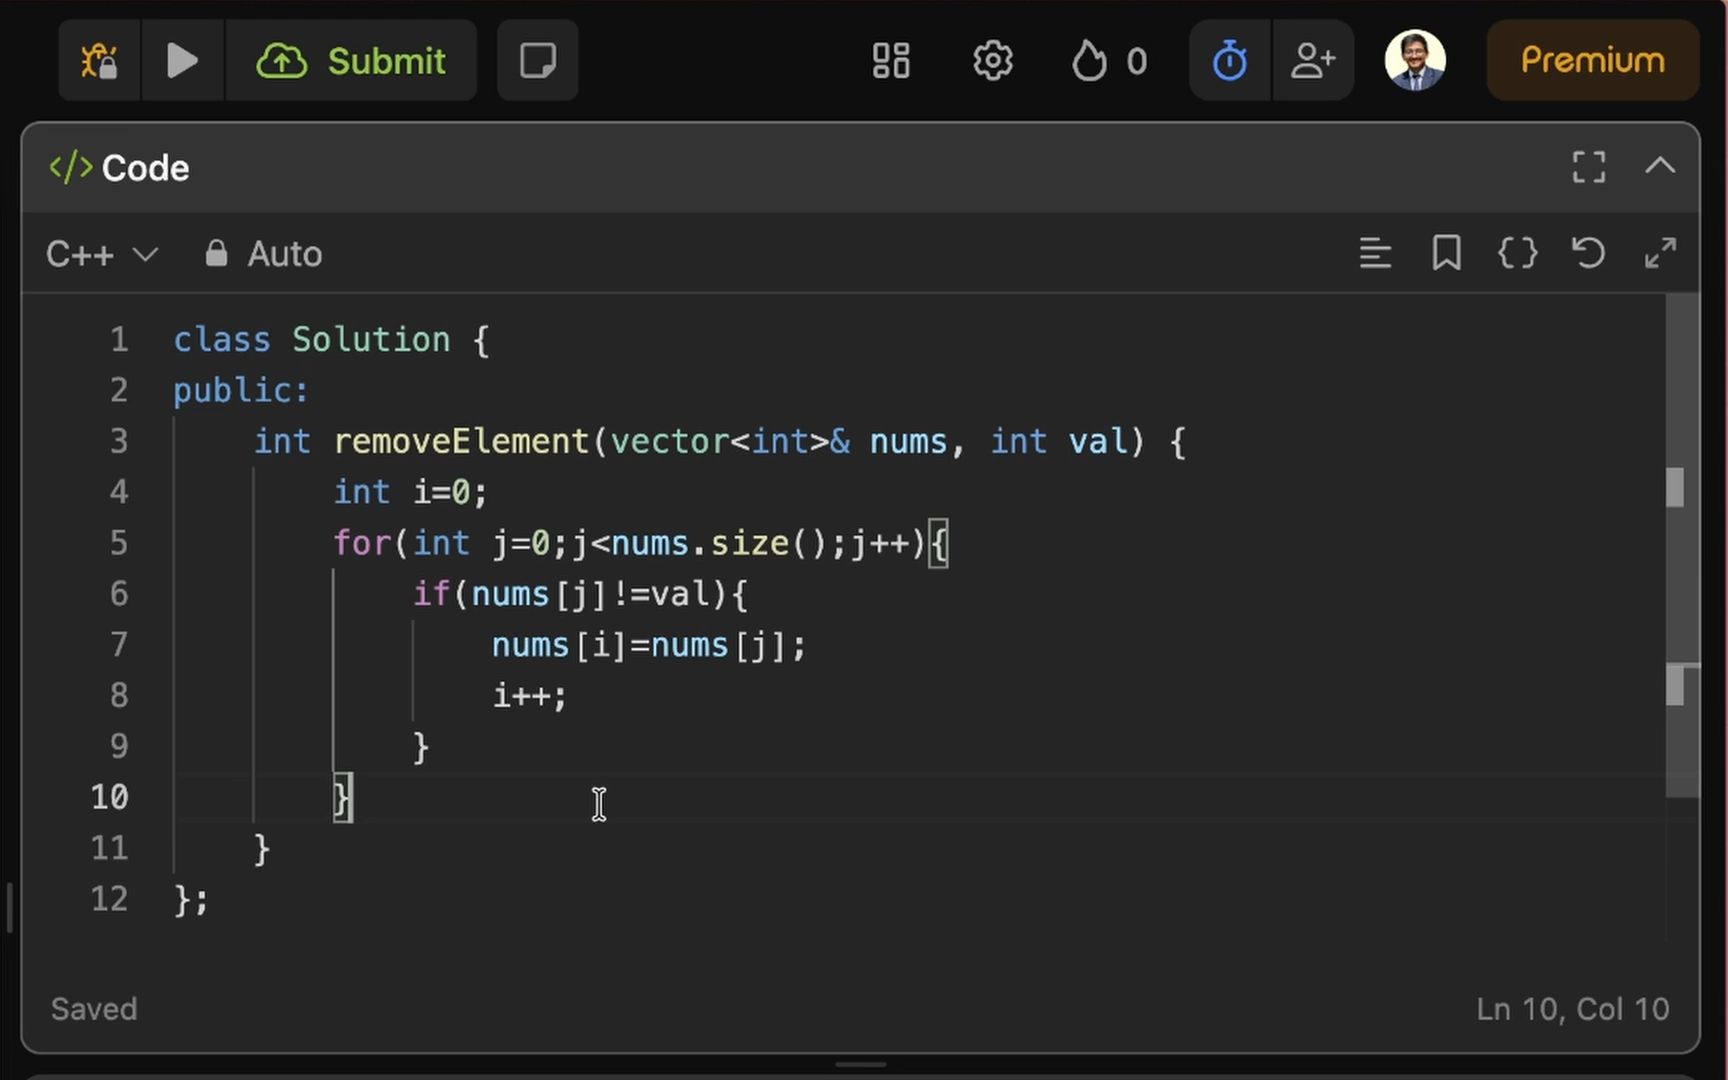 Submit 0 Premium
</> Code
C++ Auto
1 class Solution {
2 public:
3     int removeElement(vector<int>& nums, int val) {
4         int i=0;
5         for(int j=0;j<nums.size();j++){
6             if(nums[j]!=val){
7                 nums[i]=nums[j];
8                 i++;
9             }
10         }
11     }
12 };
Saved Ln 10, Col 10